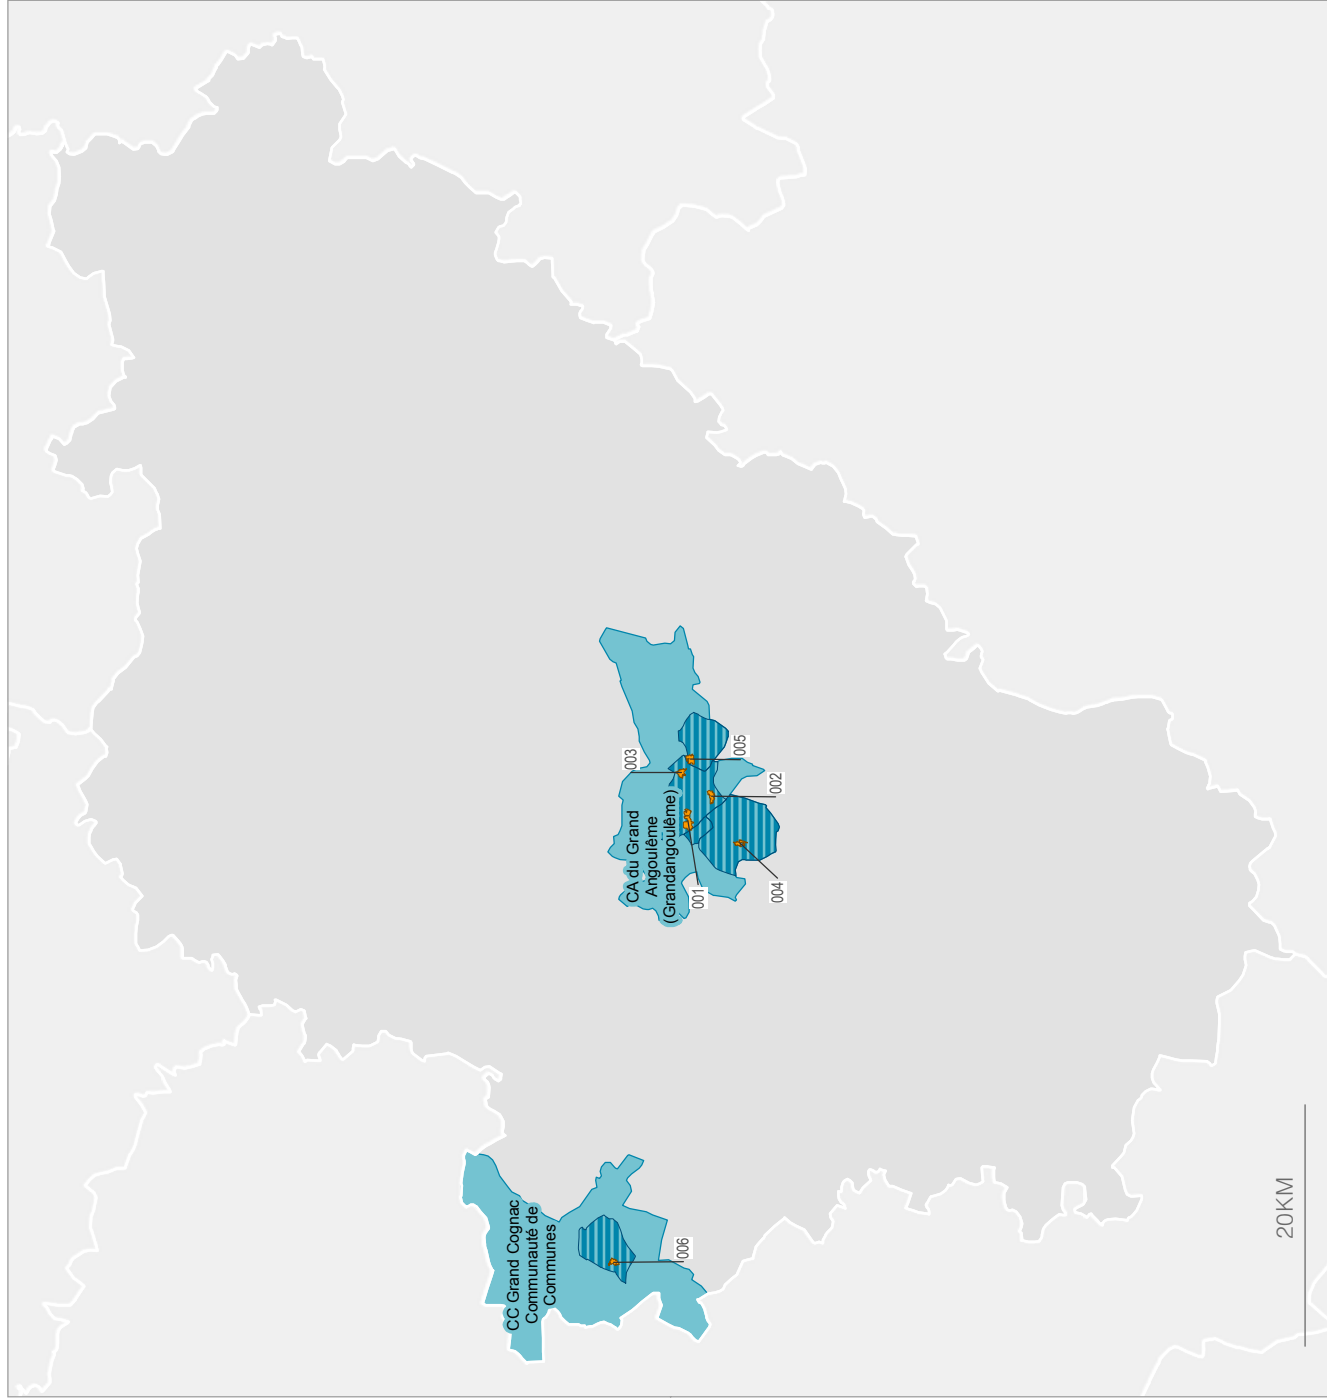 CC Grand Cognac
Communauté de
Communes
006
CA du Grand
Angoulême
(Grandangoulême)
001
004
002
003
005
20KM